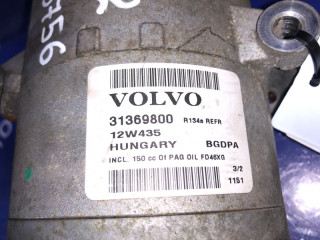 VOLVO
31369800 R134a REFR
12W435
HUNGARY BGDPA
INCL. 150 cc Of PAG OIL FD46XG
3/2
1151